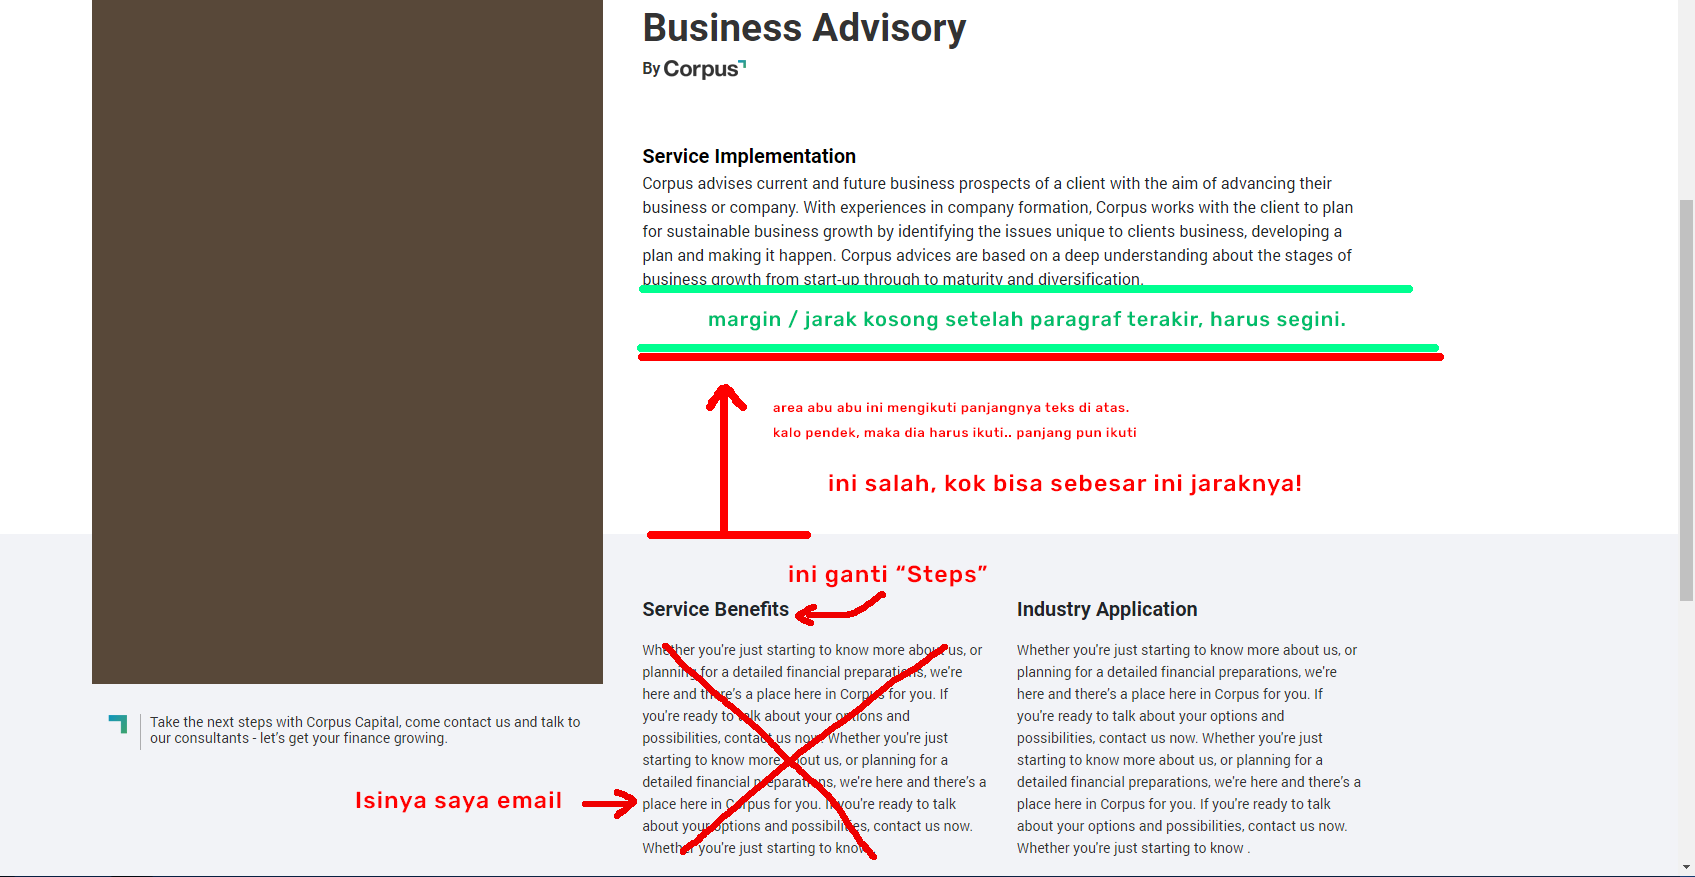 Business Advisory
By Corpus
Service Implementation
Corpus advises current and future business prospects of a client with the aim of advancing their
business or company. With experiences in company formation, Corpus works with the client to plan
for sustainable business growth by identifying the issues unique to clients business, developing a
plan and making it happen. Corpus advices are based on a deep understanding about the stages of
business growth from start-up through to maturity and diversification.
margin / jarak kosong setelah paragraf terakir, harus segini.
area abu abu ini mengikuti panjangnya teks di atas.
kalo pendek, maka dia harus ikuti.. panjang pun ikuti
ini salah, kok bisa sebesar ini jaraknya!
ini ganti “Steps”
Service Benefits
Whether you're just starting to know more about us, or
planning for a detailed financial preparations, we're
here and there's a place here in Corpus for you. If
you're ready to talk about your options and
possibilities, contact us now. Whether you're just
starting to know more about us, or planning for a
detailed financial preparations, we're here and there's a
place here in Corpus for you. If you're ready to talk
about your options and possibilities, contact us now.
Whether you're just starting to know
Industry Application
Whether you're just starting to know more about us, or
planning for a detailed financial preparations, we're
here and there's a place here in Corpus for you. If
you're ready to talk about your options and
possibilities, contact us now. Whether you're just
starting to know more about us, or planning for a
detailed financial preparations, we're here and there's a
place here in Corpus for you. If you're ready to talk
about your options and possibilities, contact us now.
Whether you're just starting to know .
Take the next steps with Corpus Capital, come contact us and talk to
our consultants - let's get your finance growing.
Isinya saya email